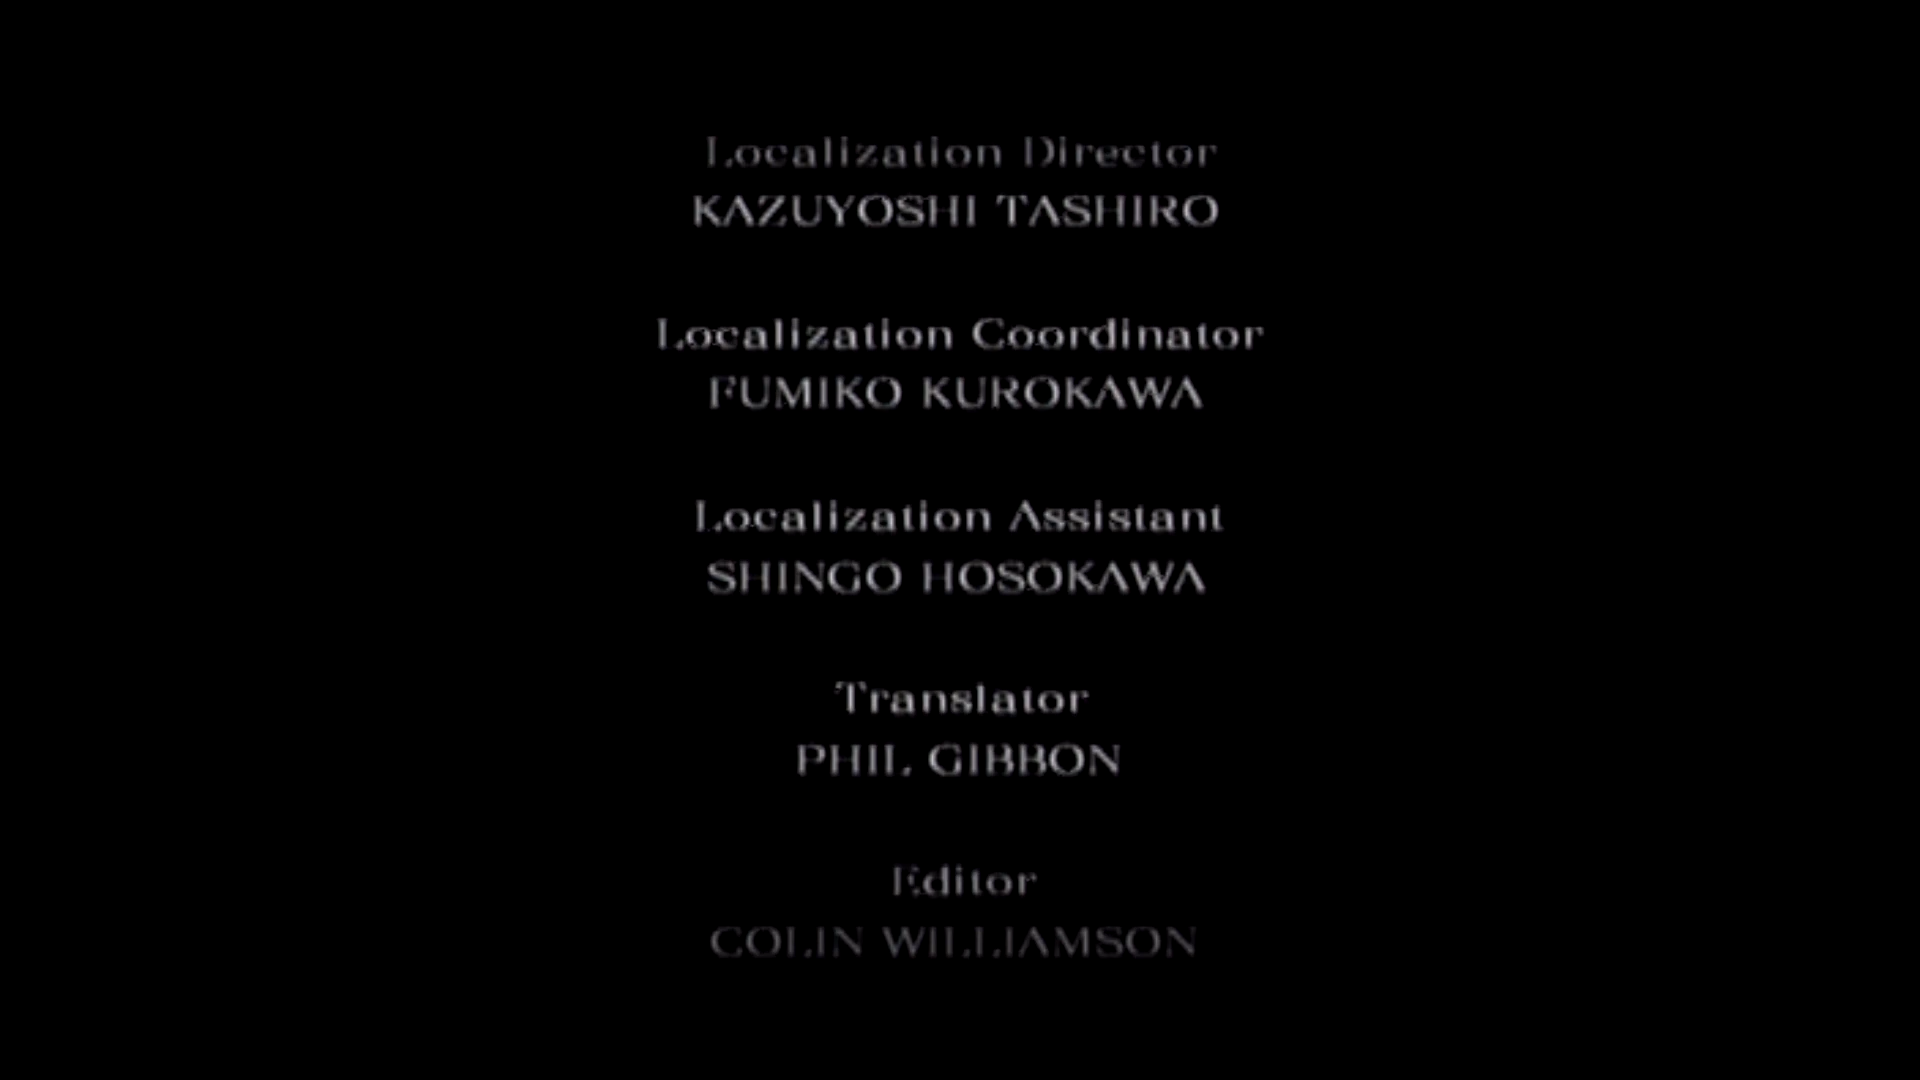 Localization Director
KAZUYOSHI TASHIRO
Localization Coordinator
FUMIKO KUROKAWA
Localization Assistant
SHINGO HOSOKAWA
Translator
PHIL GIBBON
Editor
COLIN WILLIAMSON